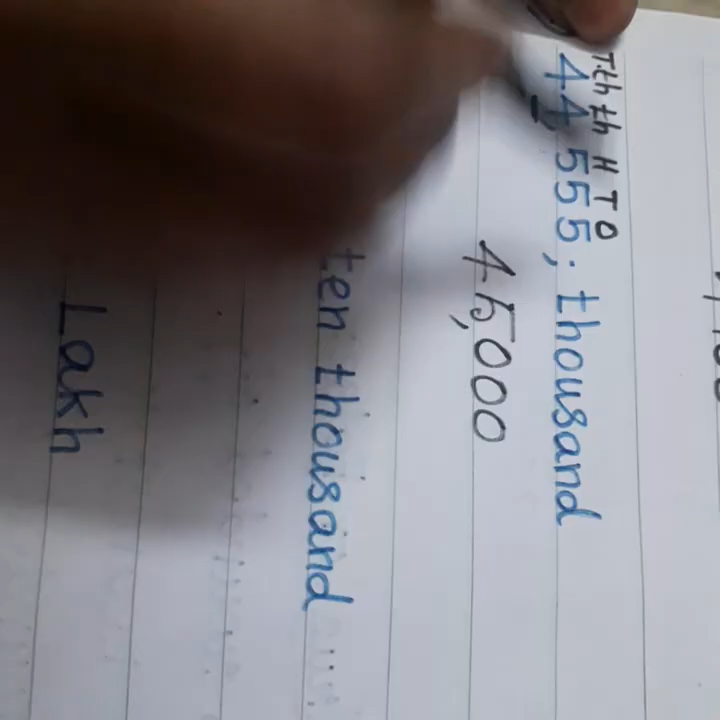 T.th th H T O
44,555; thousand
45,000
ten thousand
Lakh